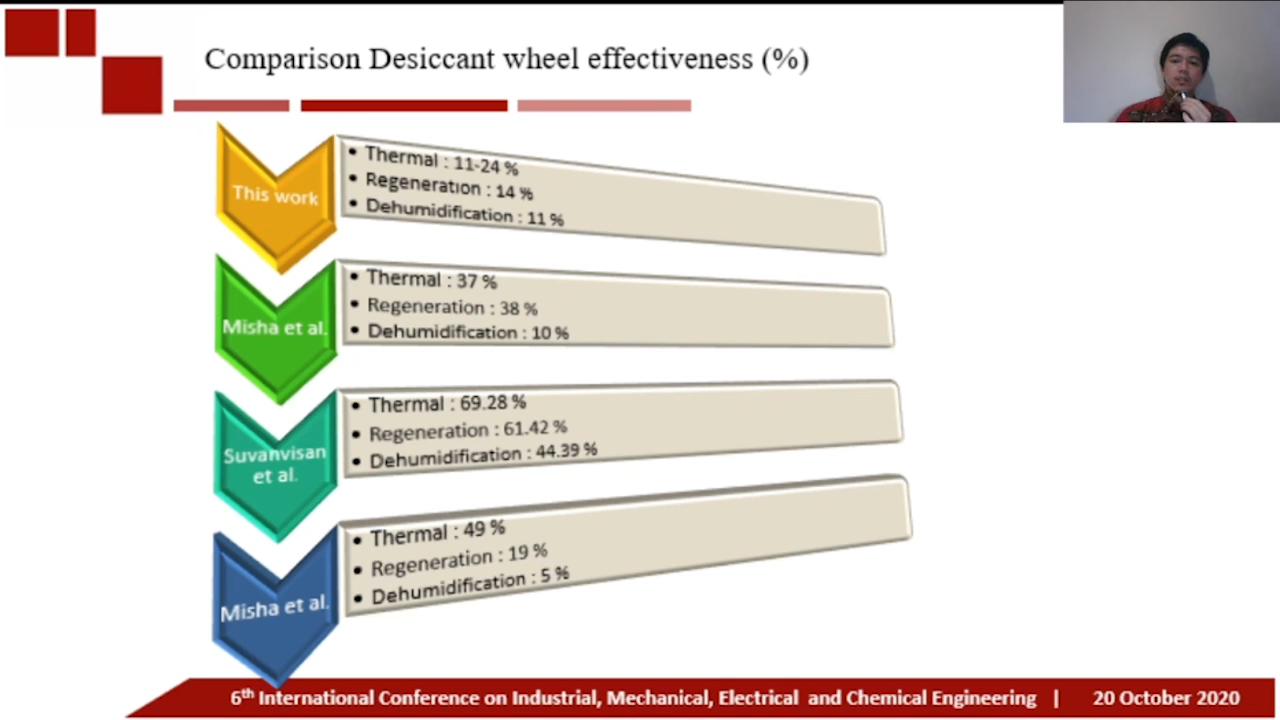 Comparison Desiccant wheel effectiveness (%)
This work
• Thermal : 11-24 %
• Regeneration : 14 %
• Dehumidification : 11 %
Misha et al.
• Thermal : 37 %
• Regeneration : 38 %
• Dehumidification : 10 %
Suvanvisan
et al.
• Thermal : 69.28 %
• Regeneration : 61.42 %
• Dehumidification : 44.39 %
Misha et al.
• Thermal : 49 %
• Regeneration : 19 %
• Dehumidification : 5 %
6th International Conference on Industrial, Mechanical, Electrical and Chemical Engineering | 20 October 2020